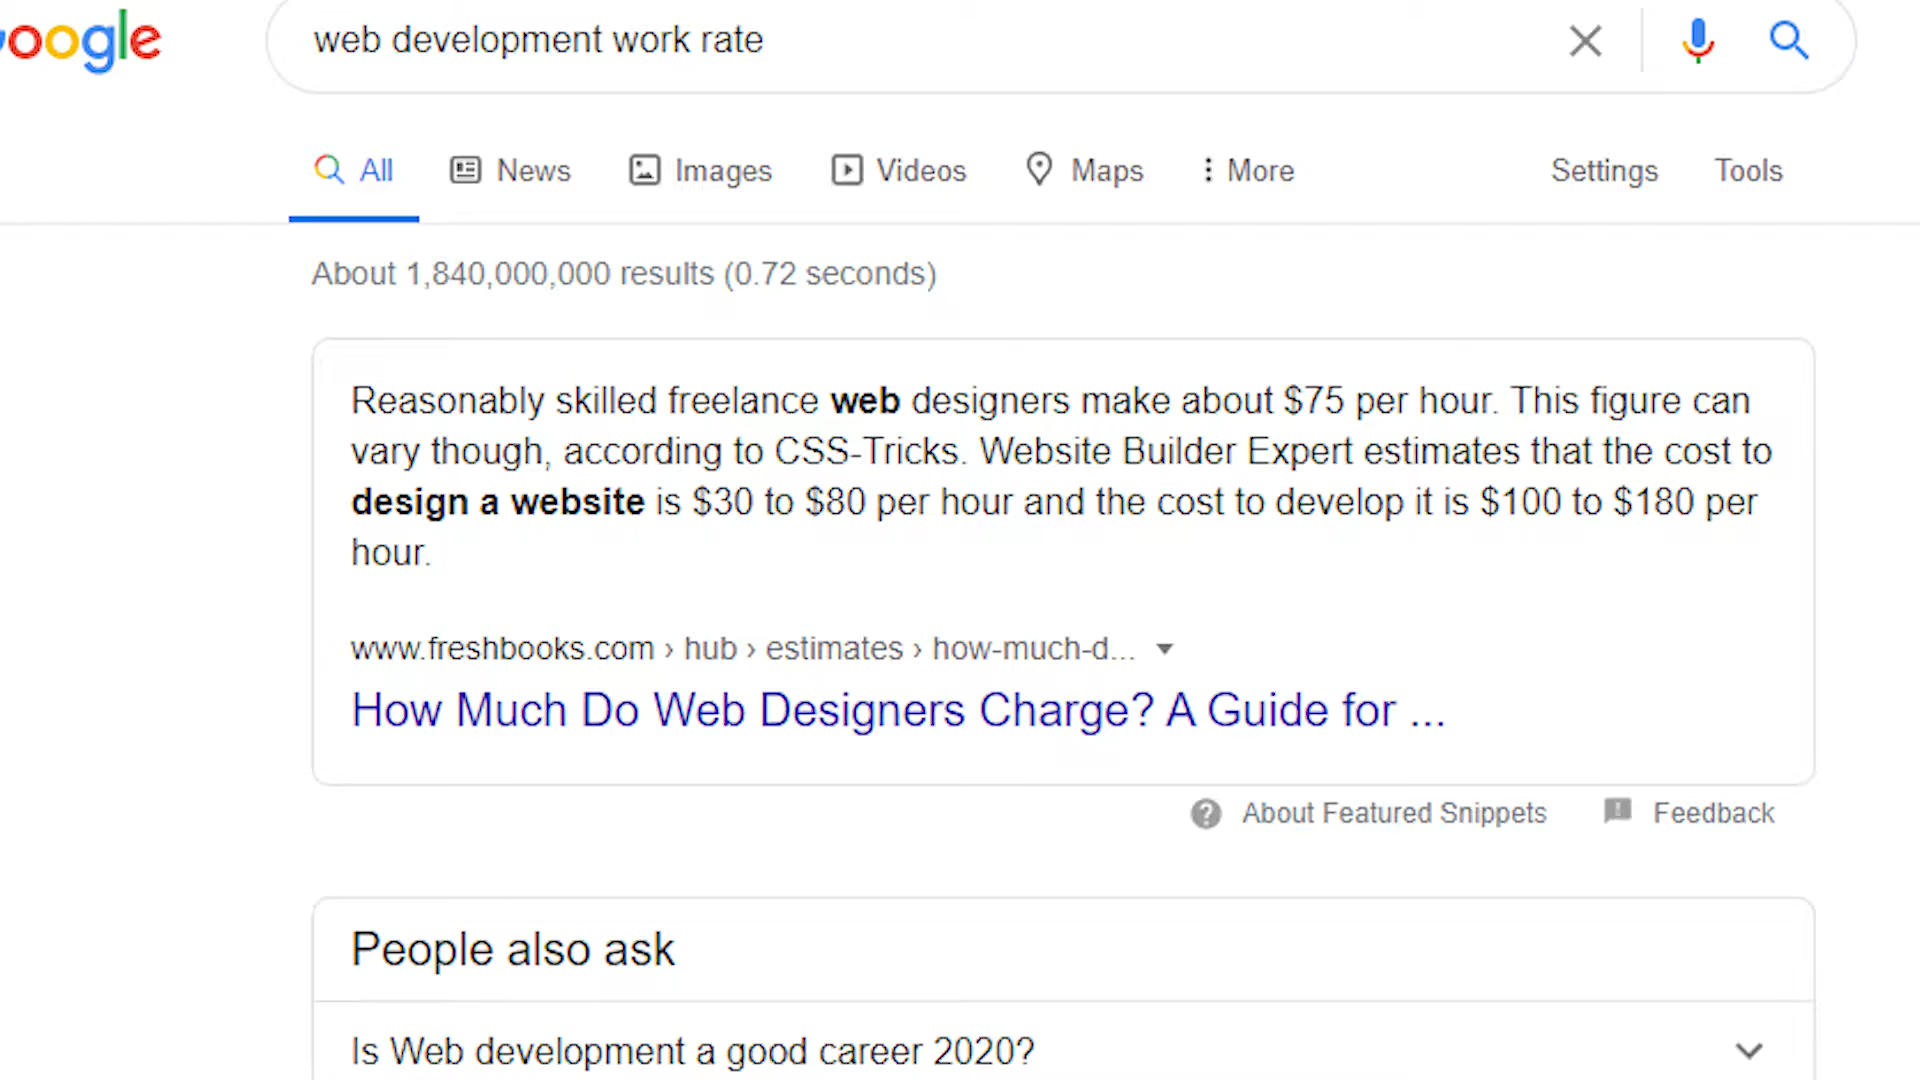 oogle
web development work rate
All News Images Videos Maps More Settings Tools
About 1,840,000,000 results (0.72 seconds)
Reasonably skilled freelance web designers make about $75 per hour. This figure can
vary though, according to CSS-Tricks. Website Builder Expert estimates that the cost to
design a website is $30 to $80 per hour and the cost to develop it is $100 to $180 per
hour.
www.freshbooks.com › hub › estimates › how-much-d...
How Much Do Web Designers Charge? A Guide for ...
About Featured Snippets Feedback
People also ask
Is Web development a good career 2020?